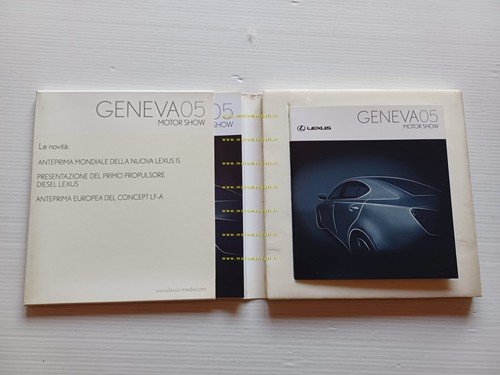 GENEVA05
MOTOR SHOW
Le novità:
ANTEPRIMA MONDIALE DELLA NUOVA LEXUS IS
PRESENTAZIONE DEL PRIMO PROPULSORE
DIESEL LEXUS
ANTEPRIMA EUROPEA DEL CONCEPT LF-A
www.lexus-media.com
05
GENEVA05
MOTOR SHOW
LEXUS